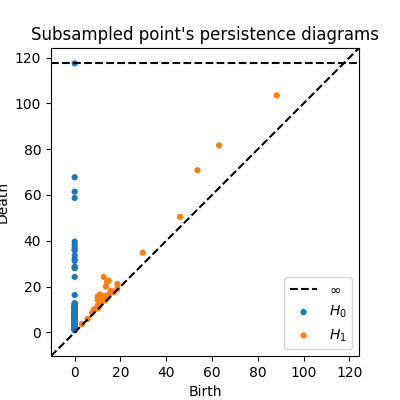 Subsampled point's persistence diagrams
120
100
80
60
40
20
0
Death
0 20 40 60 80 100 120
Birth
∞
H₀
H₁